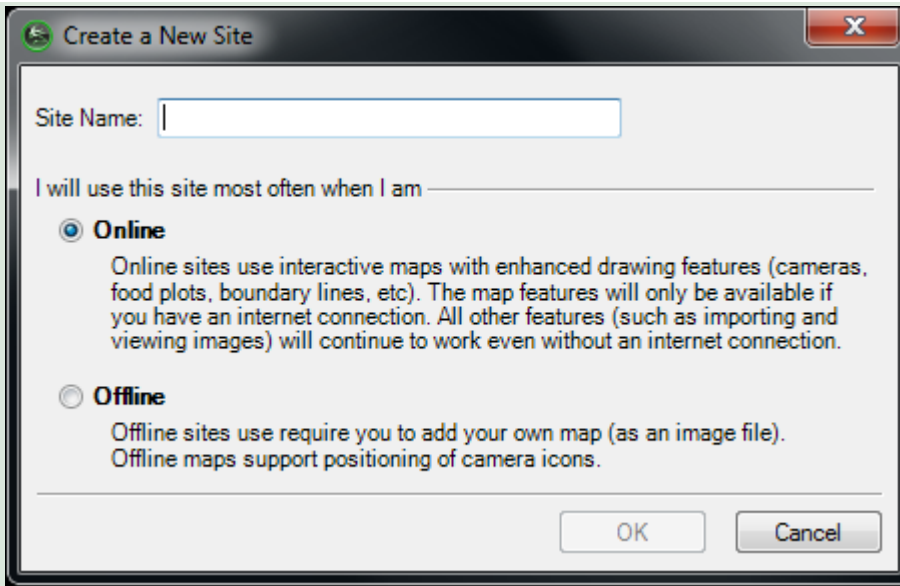 Create a New Site
Site Name:
I will use this site most often when I am
Online
Online sites use interactive maps with enhanced drawing features (cameras,
food plots, boundary lines, etc). The map features will only be available if
you have an internet connection. All other features (such as importing and
viewing images) will continue to work even without an internet connection.
Offline
Offline sites use require you to add your own map (as an image file).
Offline maps support positioning of camera icons.
OK Cancel